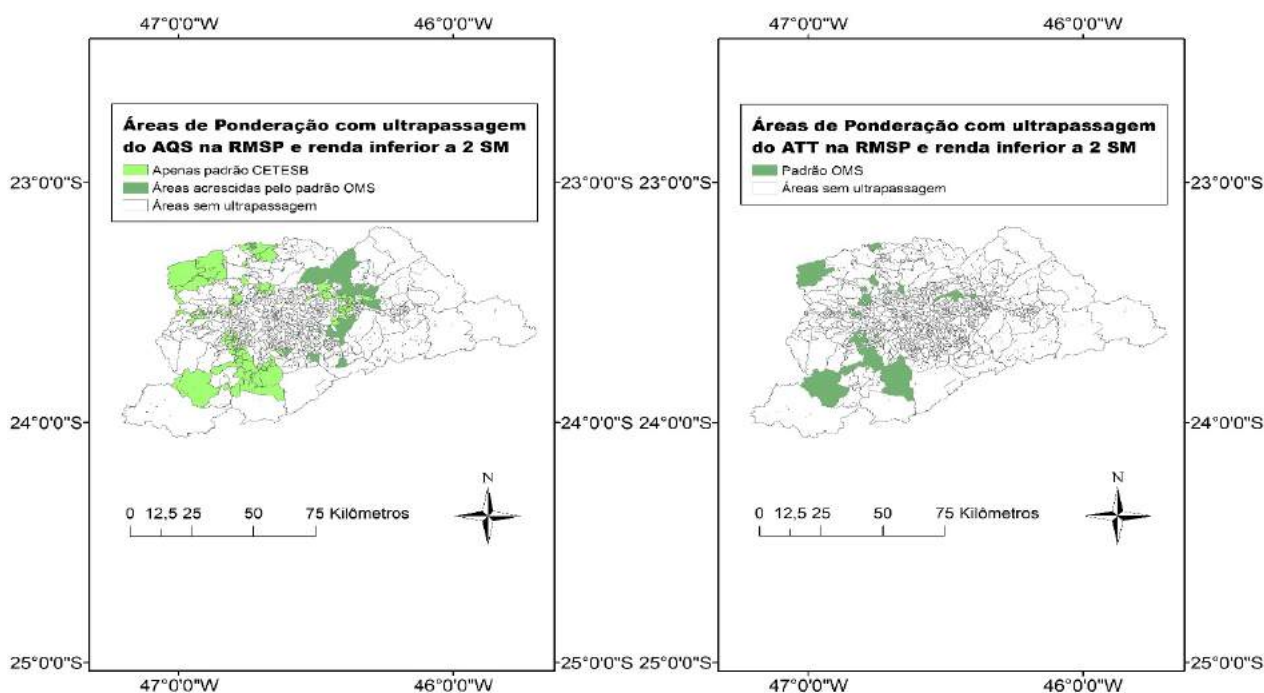 47°0'0"W 46°0'0"W
Áreas de Ponderação com ultrapassagem
do AQS na RMSP e renda inferior a 2 SM
Apenas padrão CETESB
Áreas acrescidas pelo padrão OMS
Áreas sem ultrapassagem
23°0'0"S 23°0'0"S
24°0'0"S 24°0'0"S
N
0 12,5 25 50 75 Kilômetros
25°0'0"S 25°0'0"S
47°0'0"W 46°0'0"W
47°0'0"W 46°0'0"W
Áreas de Ponderação com ultrapassagem
do ATT na RMSP e renda inferior a 2 SM
Padrão OMS
Áreas sem ultrapassagem
23°0'0"S 23°0'0"S
24°0'0"S 24°0'0"S
N
0 12,5 25 50 75 Kilômetros
25°0'0"S 25°0'0"S
47°0'0"W 46°0'0"W